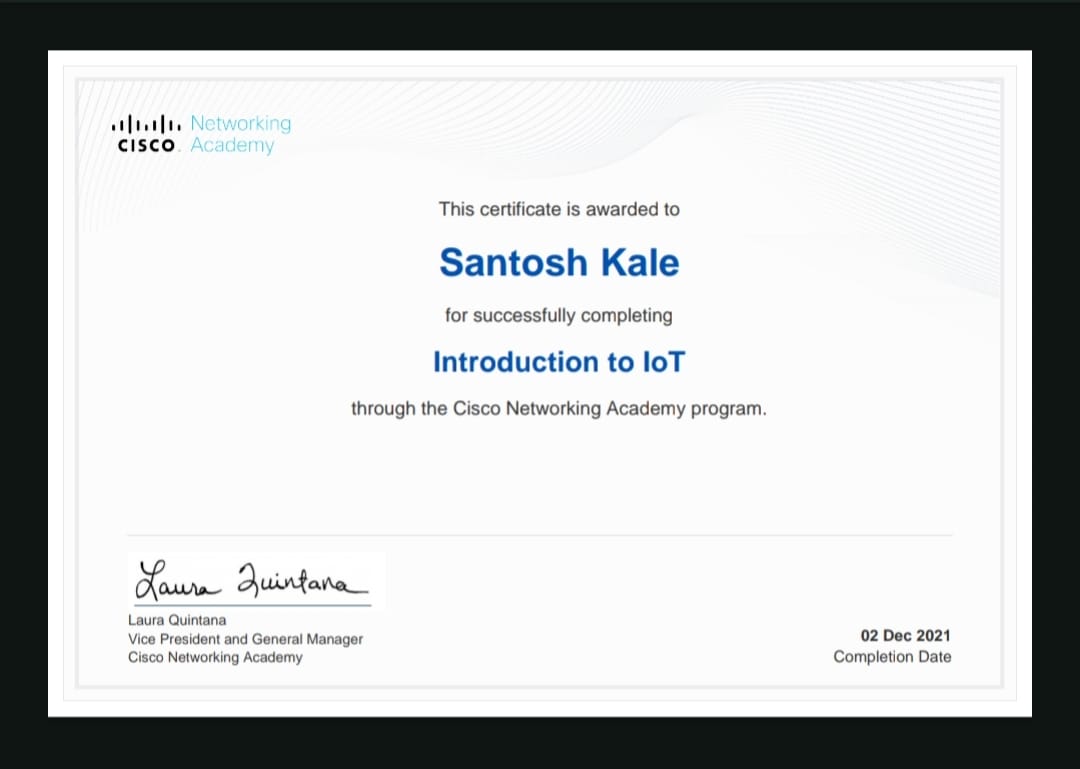 Networking
CISCO. Academy
This certificate is awarded to
Santosh Kale
for successfully completing
Introduction to IoT
through the Cisco Networking Academy program.
Laura Quintana
Laura Quintana
Vice President and General Manager
Cisco Networking Academy
02 Dec 2021
Completion Date